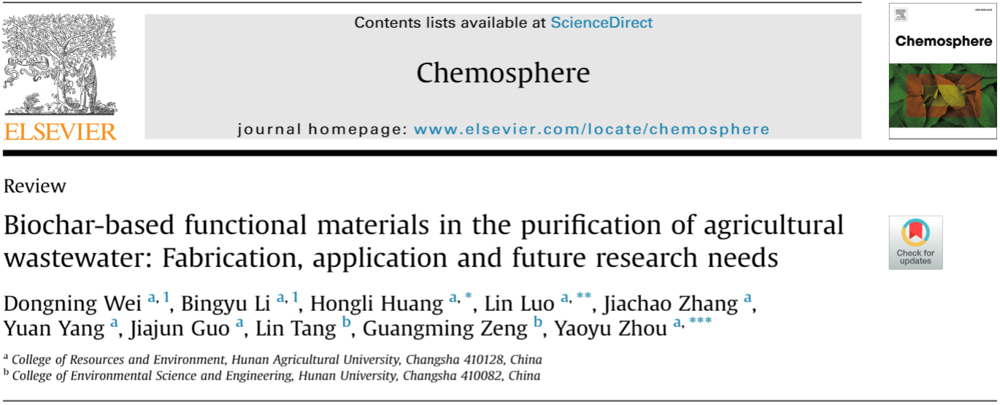 Contents lists available at ScienceDirect
Chemosphere
journal homepage: www.elsevier.com/locate/chemosphere
NON SOLUS
ELSEVIER
Chemosphere
Review
Biochar-based functional materials in the purification of agricultural
wastewater: Fabrication, application and future research needs
Check for
updates
Dongning Wei a, 1, Bingyu Li a, 1, Hongli Huang a, *, Lin Luo a, **, Jiachao Zhang a,
Yuan Yang a, Jiajun Guo a, Lin Tang b, Guangming Zeng b, Yaoyu Zhou a, ***
a College of Resources and Environment, Hunan Agricultural University, Changsha 410128, China
b College of Environmental Science and Engineering, Hunan University, Changsha 410082, China